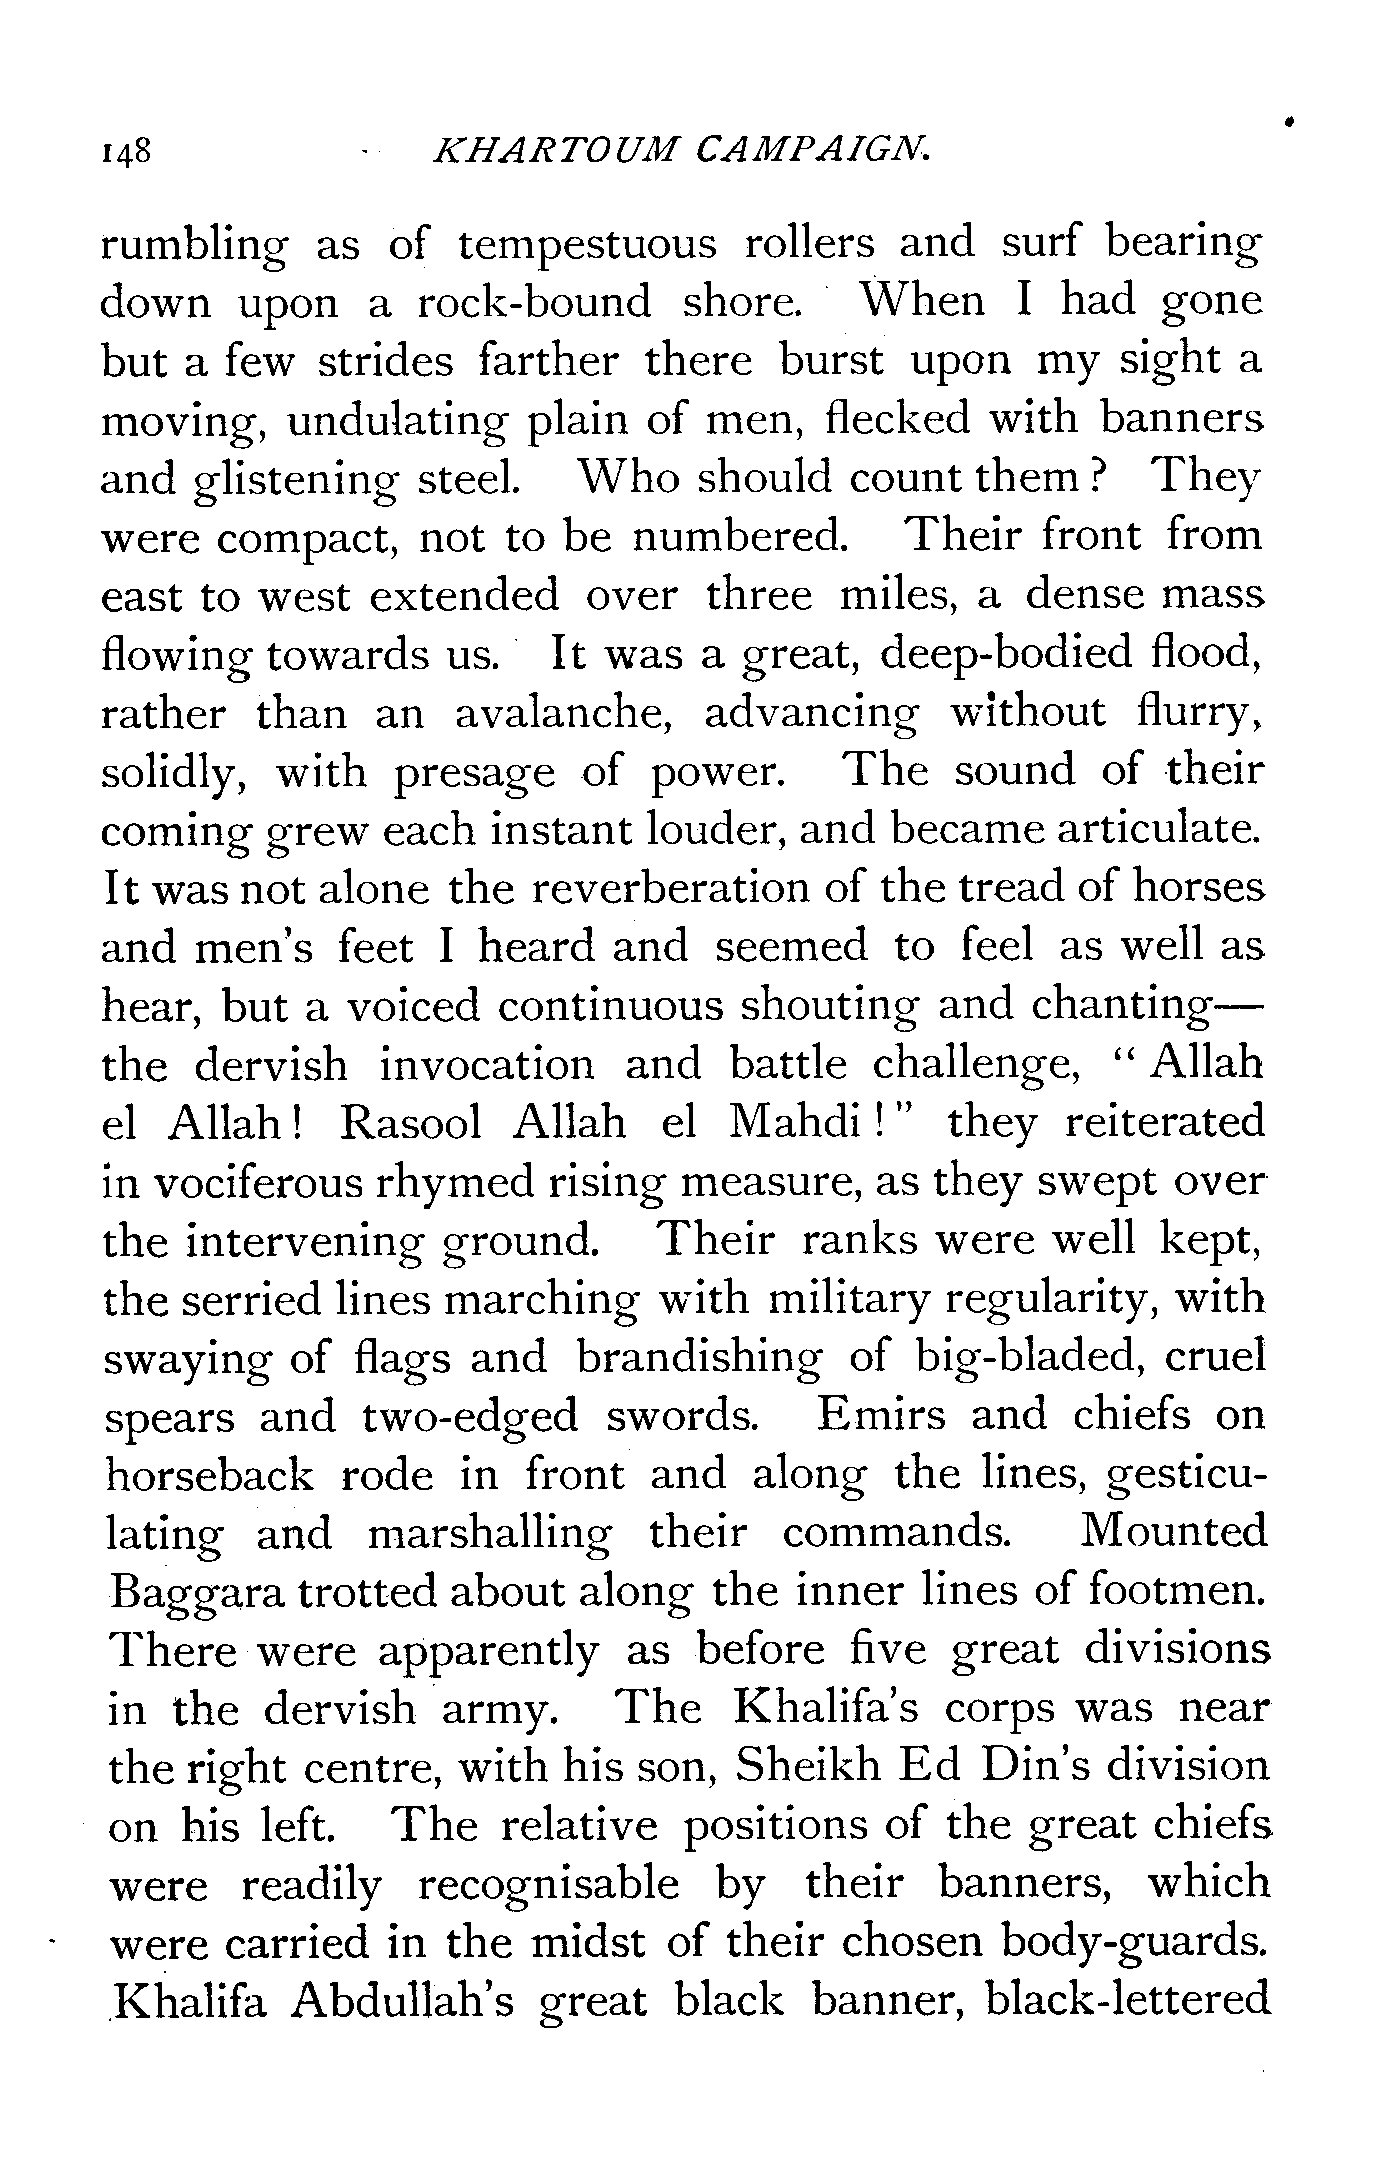 148 KHARTOUM CAMPAIGN.
rumbling as of tempestuous rollers and surf bearing
down upon a rock-bound shore. When I had gone
but a few strides farther there burst upon my sight a
moving, undulating plain of men, flecked with banners
and glistening steel. Who should count them? They
were compact, not to be numbered. Their front from
east to west extended over three miles, a dense mass
flowing towards us. It was a great, deep-bodied flood,
rather than an avalanche, advancing without flurry,
solidly, with presage of power. The sound of their
coming grew each instant louder, and became articulate.
It was not alone the reverberation of the tread of horses
and men's feet I heard and seemed to feel as well as
hear, but a voiced continuous shouting and chanting—
the dervish invocation and battle challenge, "Allah
el Allah! Rasool Allah el Mahdi!" they reiterated
in vociferous rhymed rising measure, as they swept over
the intervening ground. Their ranks were well kept,
the serried lines marching with military regularity, with
swaying of flags and brandishing of big-bladed, cruel
spears and two-edged swords. Emirs and chiefs on
horseback rode in front and along the lines, gesticu-
lating and marshalling their commands. Mounted
Baggara trotted about along the inner lines of footmen.
There were apparently as before five great divisions
in the dervish army. The Khalifa's corps was near
the right centre, with his son, Sheikh Ed Din's division
on his left. The relative positions of the great chiefs
were readily recognisable by their banners, which
were carried in the midst of their chosen body-guards.
Khalifa Abdullah's great black banner, black-lettered